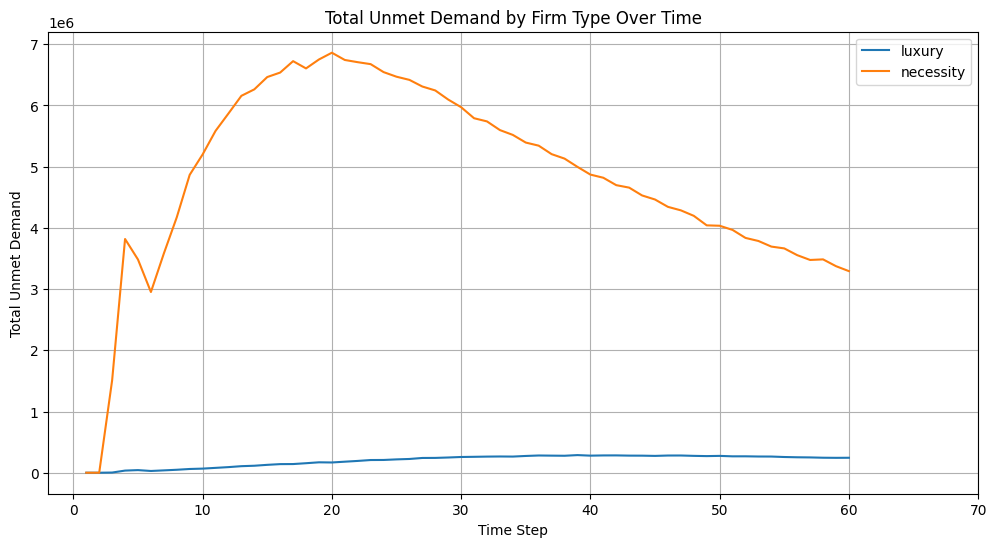 Total Unmet Demand by Firm Type Over Time
1e6
luxury
necessity
7
6
5
4
3
2
1
0
Total Unmet Demand
0 10 20 30 40 50 60 70
Time Step